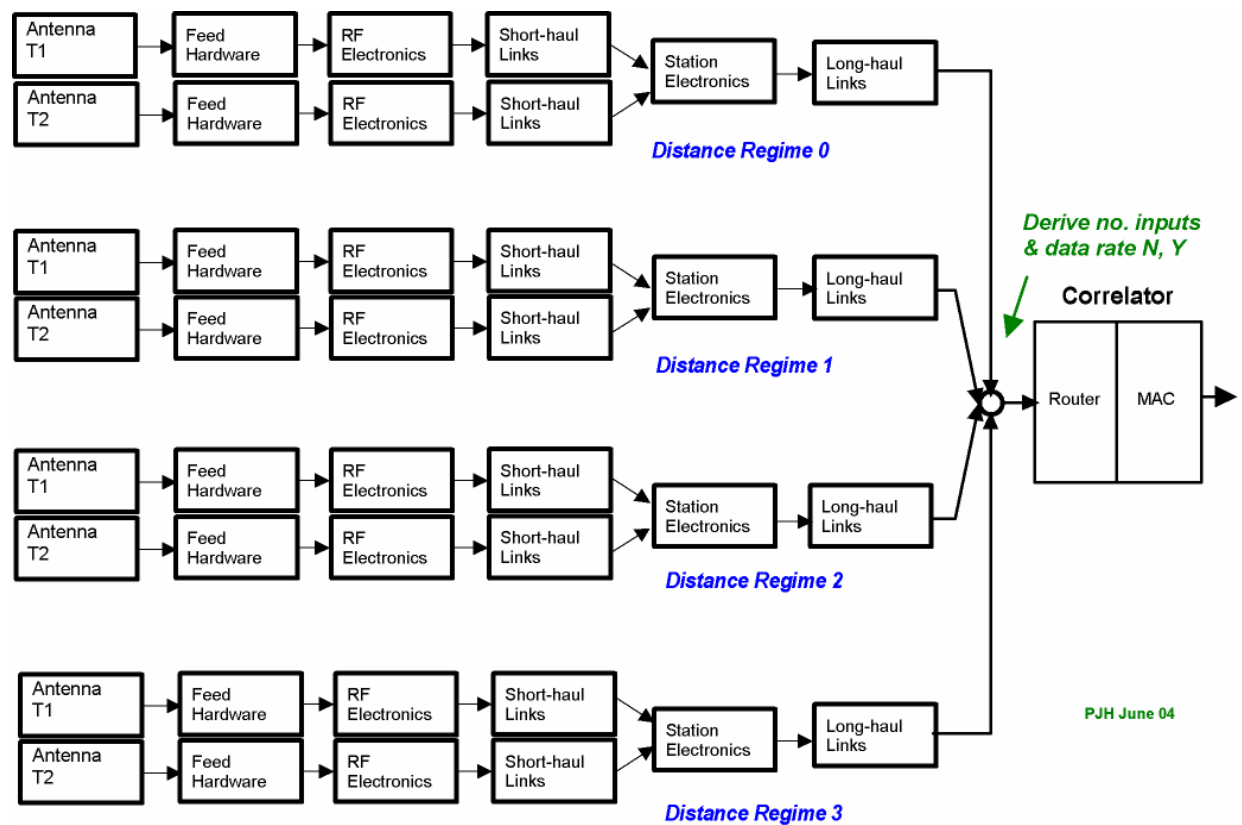 Antenna
T1
Feed
Hardware
RF
Electronics
Short-haul
Links
Antenna
T2
Feed
Hardware
RF
Electronics
Short-haul
Links
Station
Electronics
Long-haul
Links
Distance Regime 0
Antenna
T1
Feed
Hardware
RF
Electronics
Short-haul
Links
Antenna
T2
Feed
Hardware
RF
Electronics
Short-haul
Links
Station
Electronics
Long-haul
Links
Distance Regime 1
Derive no. inputs
& data rate N, Y
Correlator
Router
MAC
Antenna
T1
Feed
Hardware
RF
Electronics
Short-haul
Links
Antenna
T2
Feed
Hardware
RF
Electronics
Short-haul
Links
Station
Electronics
Long-haul
Links
Distance Regime 2
Antenna
T1
Feed
Hardware
RF
Electronics
Short-haul
Links
Antenna
T2
Feed
Hardware
RF
Electronics
Short-haul
Links
Station
Electronics
Long-haul
Links
Distance Regime 3
PJH June 04